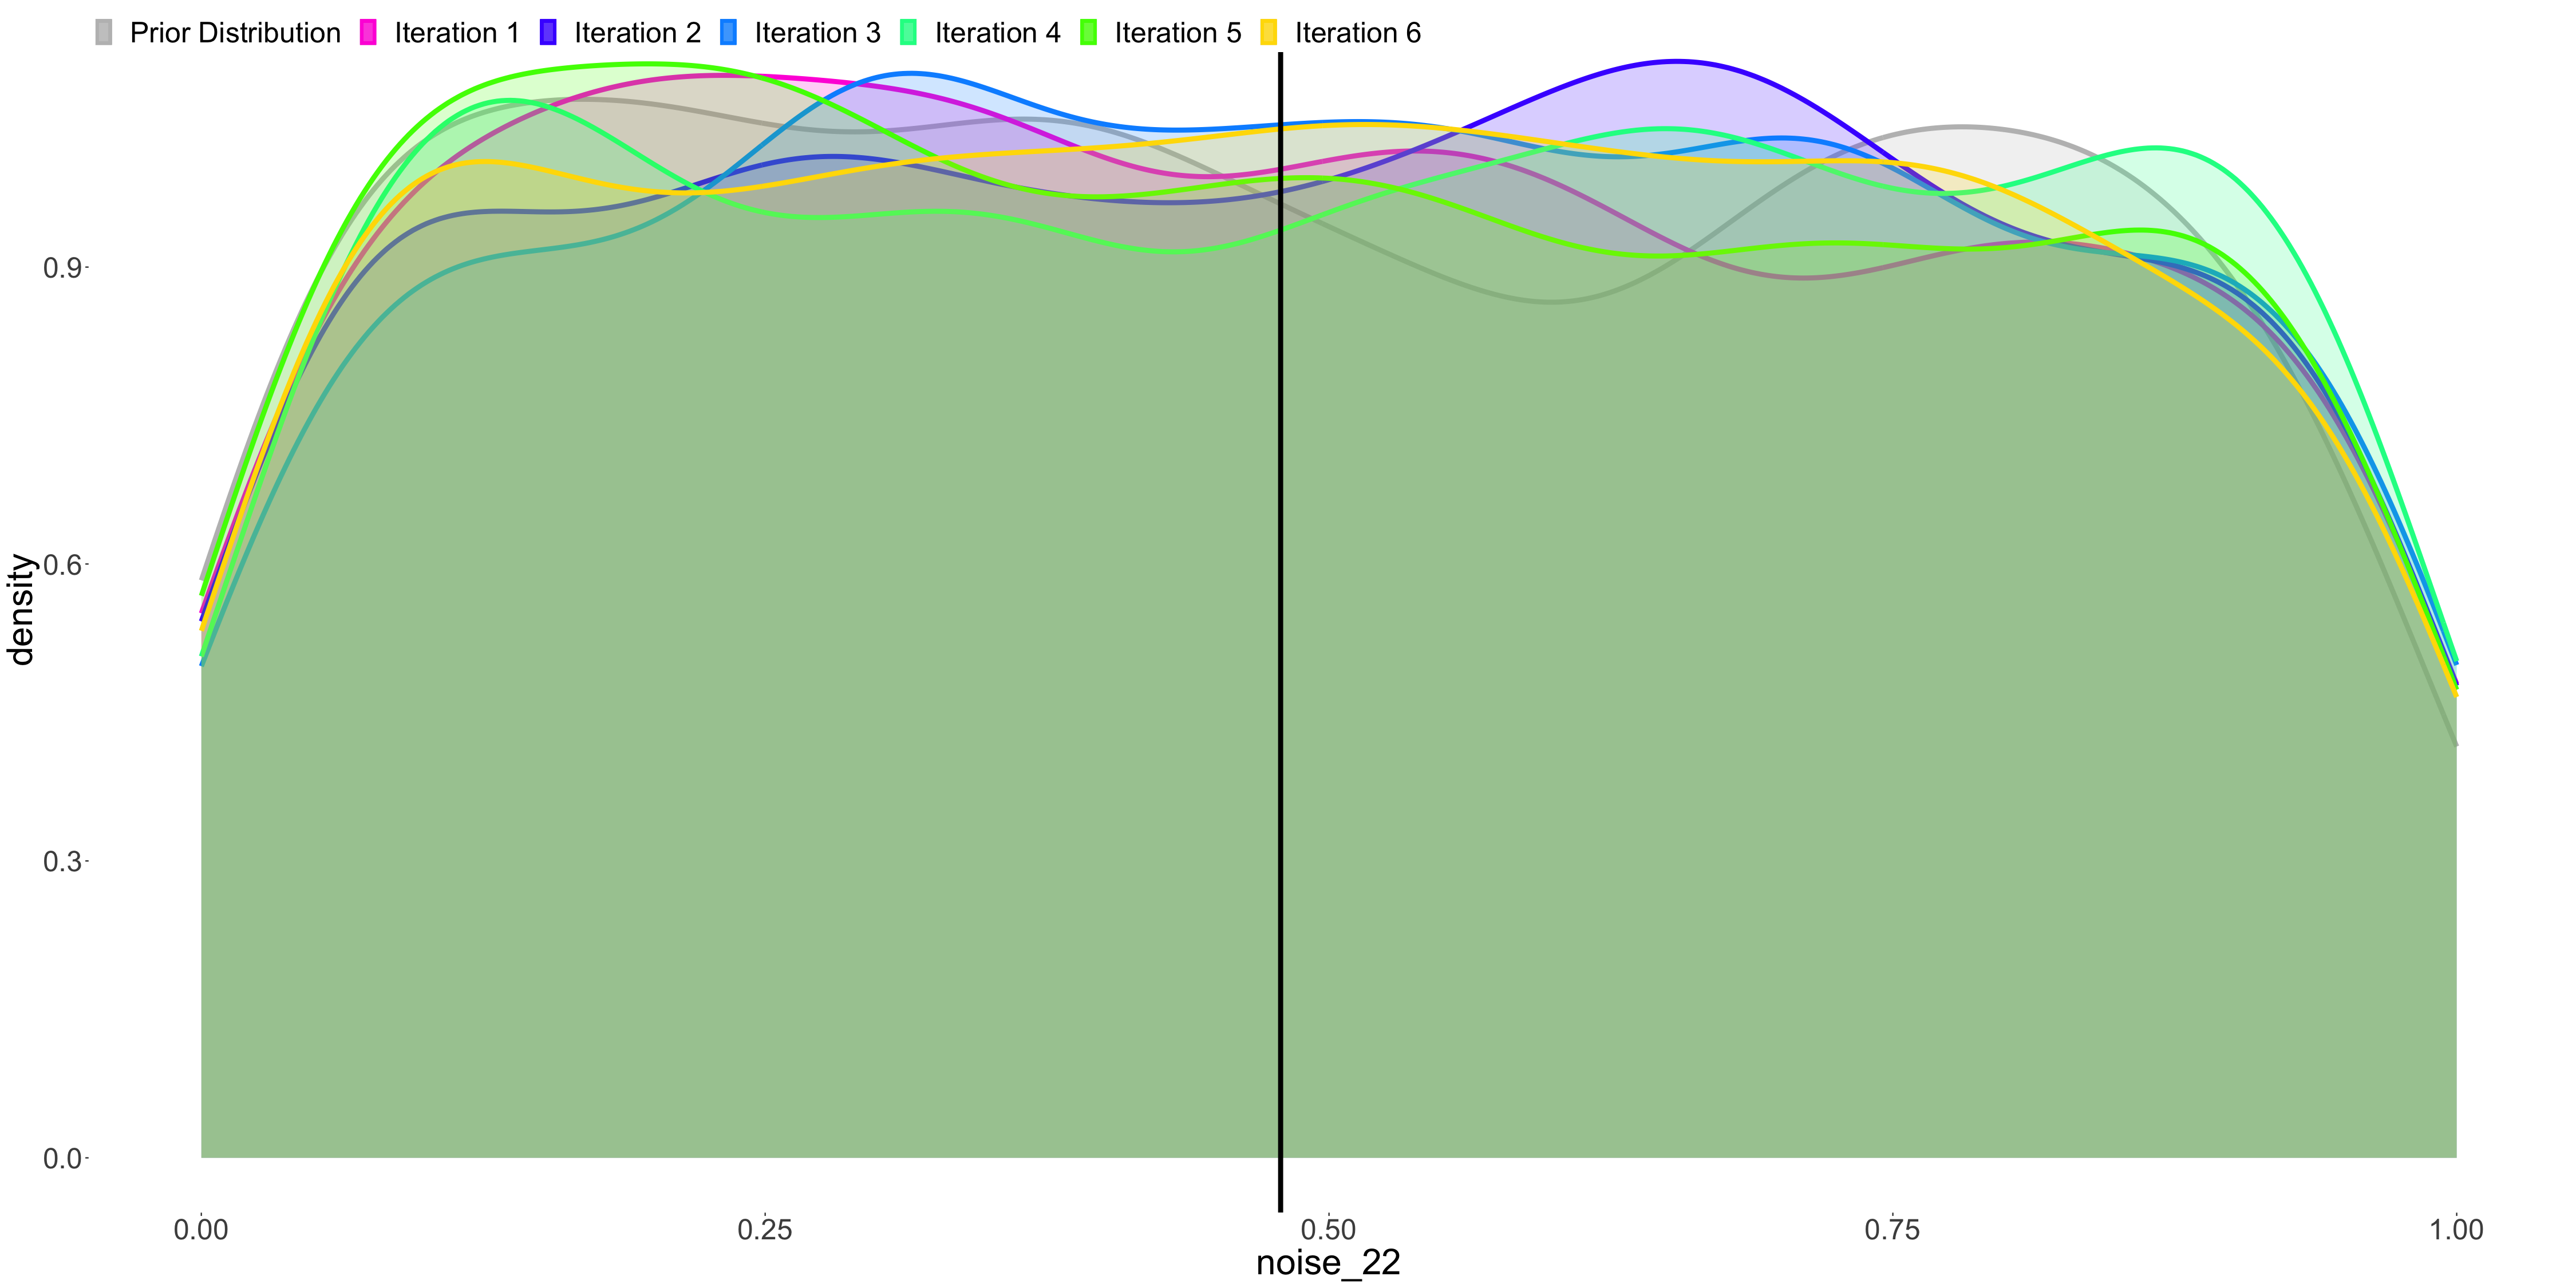 Prior Distribution Iteration 1 Iteration 2 Iteration 3 Iteration 4 Iteration 5 Iteration 6
density
0.9
0.6
0.3
0.0
0.00 0.25 0.50 0.75 1.00
noise_22